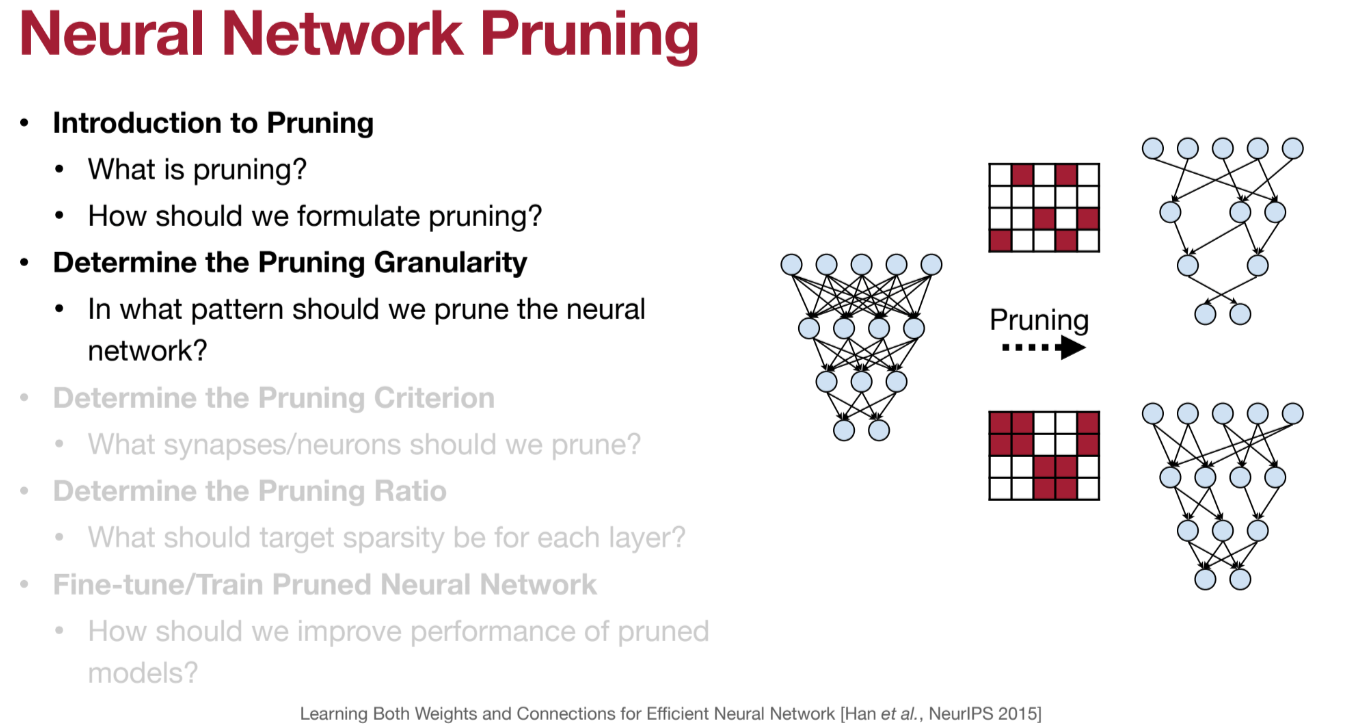 Neural Network Pruning
• Introduction to Pruning
• What is pruning?
• How should we formulate pruning?
• Determine the Pruning Granularity
• In what pattern should we prune the neural
network?
• Determine the Pruning Criterion
• What synapses/neurons should we prune?
• Determine the Pruning Ratio
• What should target sparsity be for each layer?
• Fine-tune/Train Pruned Neural Network
• How should we improve performance of pruned
models?
Pruning
Learning Both Weights and Connections for Efficient Neural Network [Han et al., NeurIPS 2015]